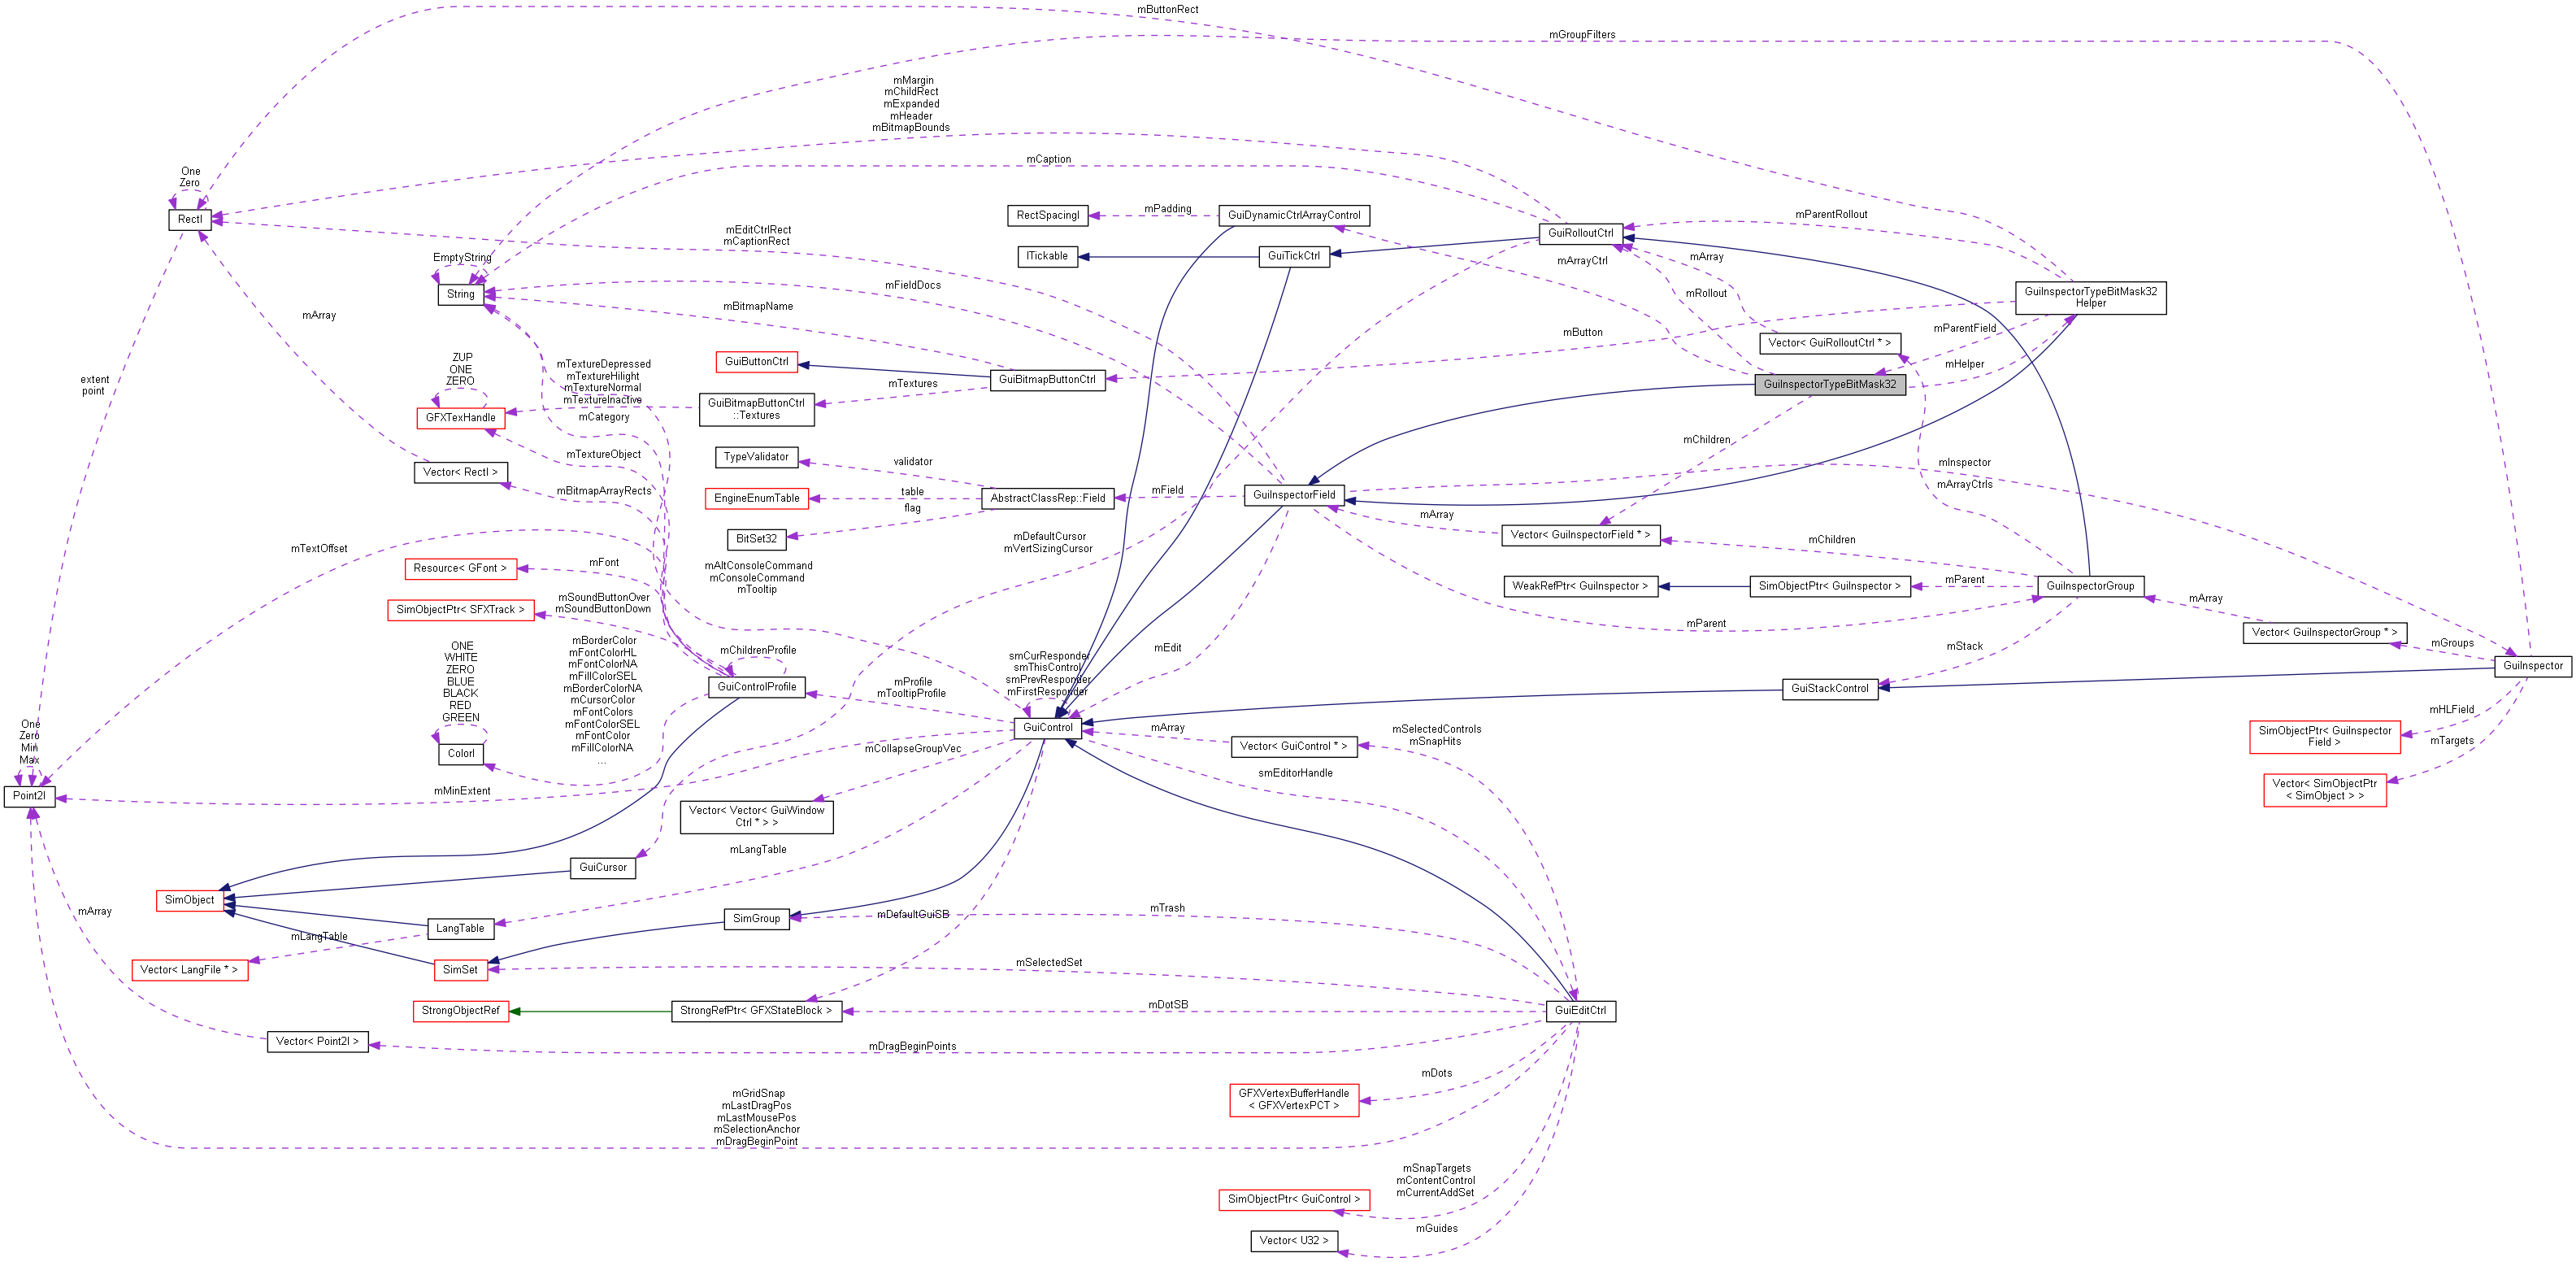 mButtonRect
mGroupFilters
mMargin
mChildRect
mExpanded
mHeader
mBitmapBounds
mCaption
One
Zero
RectI
RectSpacingI
mPadding
GuiDynamicCtrlArrayControl
mParentRollout
GuiRolloutCtrl
mEditCtrlRect
mCaptionRect
EmptyString
String
ITickable
GuiTickCtrl
mArrayCtrl
mArray
mRollout
mFieldDocs
mBitmapName
GuiInspectorTypeBitMask32
Helper
mArray
mButton
mParentField
Vector< GuiRolloutCtrl * >
mHelper
ZUP
ONE
ZERO
GFXTexHandle
mTextureDepressed
mTextureHilight
mTextureNormal
mTextureInactive
mCategory
GuiButtonCtrl
GuiBitmapButtonCtrl
mTextures
GuiBitmapButtonCtrl
::Textures
GuiInspectorTypeBitMask32
extent
point
mTextureObject
Vector< RectI >
mBitmapArrayRects
TypeValidator
validator
EngineEnumTable
table
flag
AbstractClassRep::Field
mField
GuiInspectorField
BitSet32
mChildren
mInspector
mArrayCtrls
mArray
Vector< GuiInspectorField * >
mChildren
mTextOffset
Resource< GFont >
mFont
mAltConsoleCommand
mConsoleCommand
mTooltip
mDefaultCursor
mVertSizingCursor
WeakRefPtr< GuiInspector >
SimObjectPtr< GuiInspector >
mParent
GuiInspectorGroup
mArray
SimObjectPtr< SFXTrack >
mSoundButtonOver
mSoundButtonDown
mParent
Vector< GuiInspectorGroup * >
mGroups
GuiInspector
mEdit
mStack
ONE
WHITE
ZERO
BLUE
BLACK
RED
GREEN
ColorI
mBorderColor
mFontColorHL
mFontColorNA
mFillColorSEL
mBorderColorNA
mCursorColor
mFontColors
mFontColorSEL
mFontColor
mFillColorNA
...
mChildrenProfile
GuiControlProfile
mProfile
mTooltipProfile
smCurResponder
smThisControl
smPrevResponder
mFirstResponder
GuiControl
GuiStackControl
mHLField
SimObjectPtr< GuiInspector
Field >
mTargets
Vector< SimObjectPtr
< SimObject > >
One
Zero
Min
Max
Point2I
mMinExtent
mCollapseGroupVec
mArray
Vector< GuiControl * >
mSelectedControls
mSnapHits
smEditorHandle
Vector< Vector< GuiWindow
Ctrl * > >
mLangTable
GuiCursor
SimObject
mArray
LangTable
mLangTable
SimGroup
mDefaultGuiSB
mTrash
Vector< LangFile * >
SimSet
mSelectedSet
StrongObjectRef
StrongRefPtr< GFXStateBlock >
mDotSB
GuiEditCtrl
Vector< Point2I >
mDragBeginPoints
mDots
GFXVertexBufferHandle
< GFXVertexPCT >
mGridSnap
mLastDragPos
mLastMousePos
mSelectionAnchor
mDragBeginPoint
mSnapTargets
mContentControl
mCurrentAddSet
SimObjectPtr< GuiControl >
mGuides
Vector< U32 >